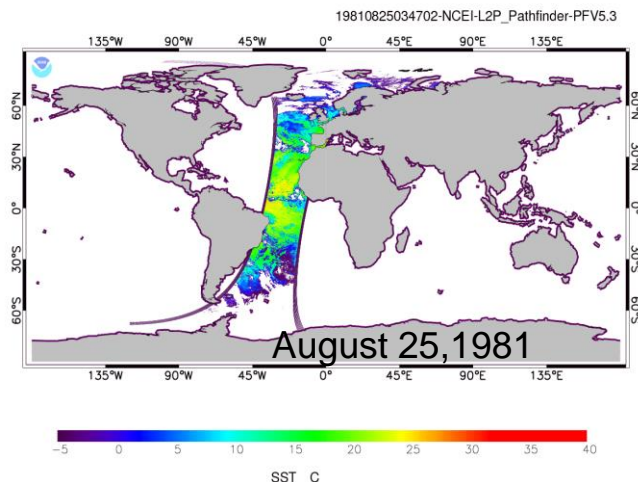 19810825034702-NCEI-L2P_Pathfinder-PFV5.3
135°W 90°W 45°W 0° 45°E 90°E 135°E
60°N 60°N
30°N 30°N
0° 0°
30°S 30°S
60°S 60°S
August 25,1981
135°W 90°W 45°W 0° 45°E 90°E 135°E
-5 0 5 10 15 20 25 30 35 40
SST C